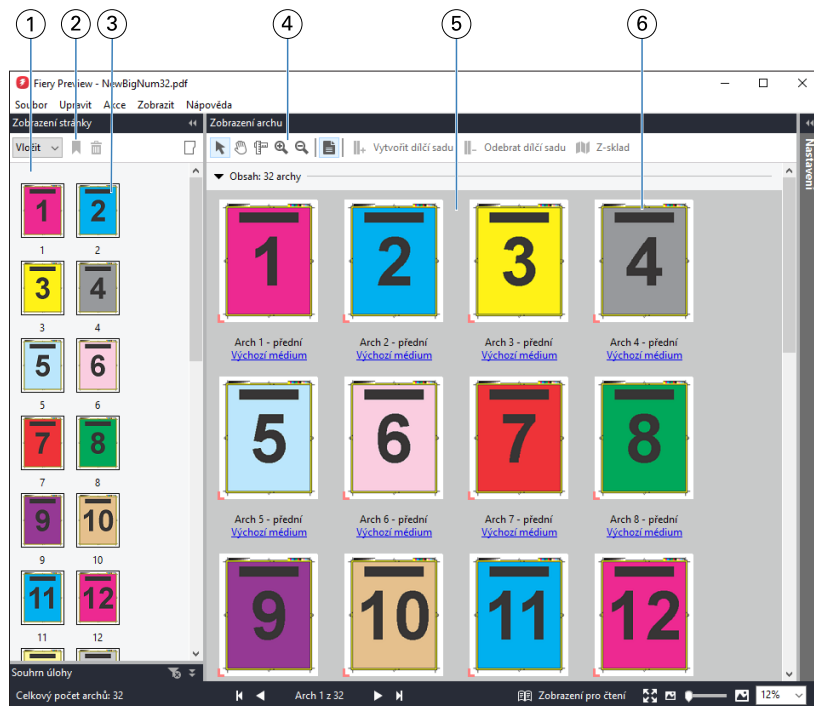 1 2 3 4 5 6
Fiery Preview - NewBigNum32.pdf
Soubor Upravit Akce Zobrazit Nápověda
Zobrazení stránky Zobrazení archu
Vložit Vytvořit dílčí sadu Odebrat dílčí sadu Z-sklad
Nastavení
Obsah: 32 archy
1 2
1 2
3 4
3 4
5 6
5 6
7 8
7 8
9 10
9 10
11 12
11 12
1 2 3 4
Arch 1 - přední Arch 2 - přední Arch 3 - přední Arch 4 - přední
Výchozí médium Výchozí médium Výchozí médium Výchozí médium
5 6 7 8
Arch 5 - přední Arch 6 - přední Arch 7 - přední Arch 8 - přední
Výchozí médium Výchozí médium Výchozí médium Výchozí médium
9 10 11 12
Souhrn úlohy
Celkový počet archů: 32 Arch 1 z 32 Zobrazení pro čtení 12%